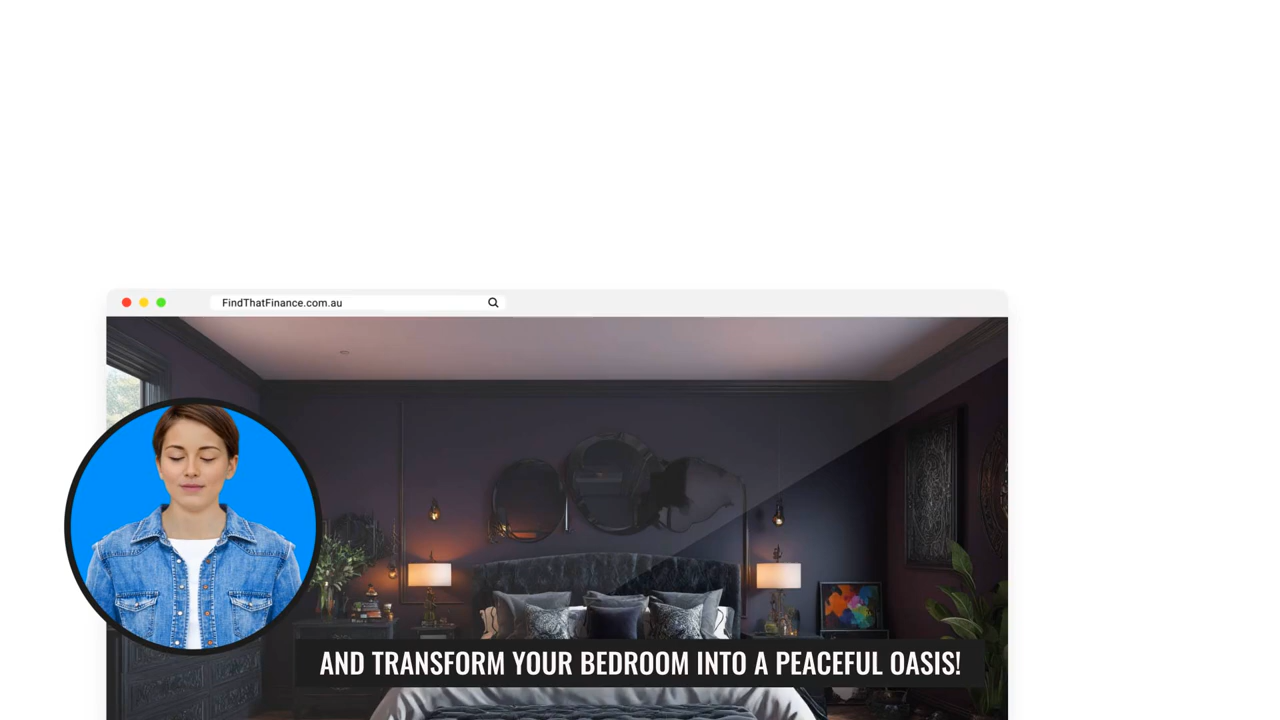 FindThatFinance.com.au
AND TRANSFORM YOUR BEDROOM INTO A PEACEFUL OASIS!